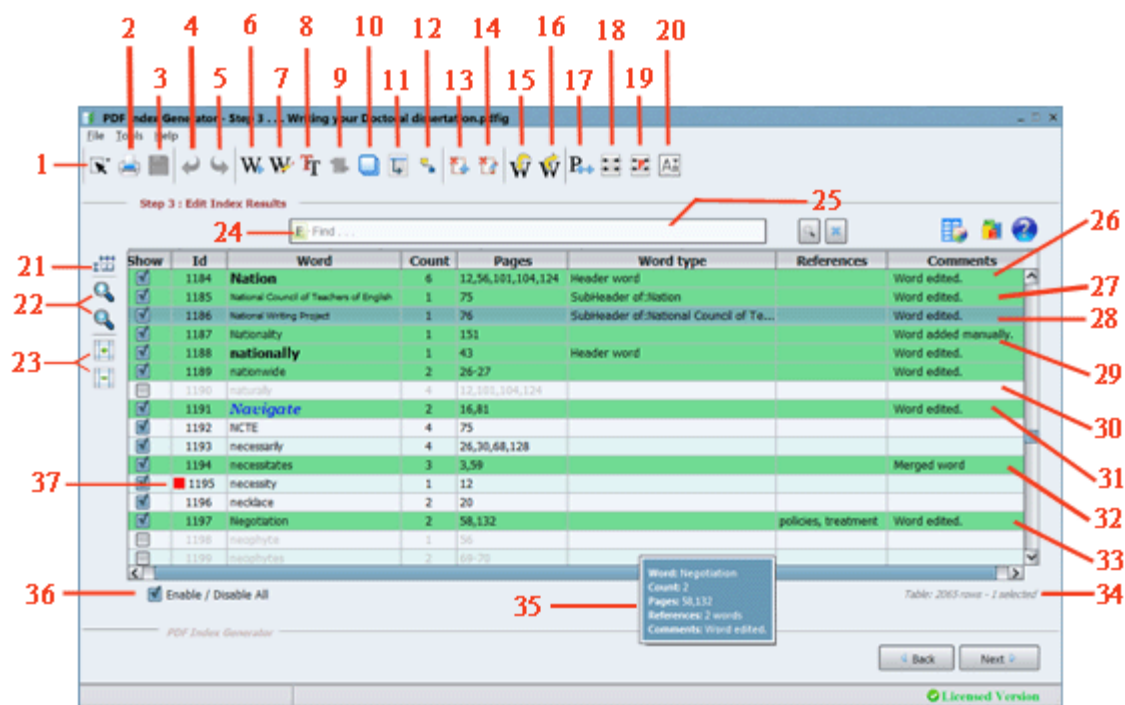 2 4 6 8 10 12 14 16 18 20
3 5 7 9 11 13 15 17 19
PDF Index Generator - Step 3 . . . Writing your Doctoral dissertation.pdfig
File Tools Help
1
Step 3 : Edit Index Results
25
24 Find . . .
26
21 Show Id Word Count Pages Word type References Comments
1184 Nation 6 12,56,101,104,124 Header word Word edited.
27
22 1185 National Council of Teachers of English 1 75 SubHeader of:Nation Word edited.
1186 National Writing Project 1 76 SubHeader of:National Council of Te... Word edited. 28
1187 Nationality 1 151 Word added manually.
23 1188 nationally 1 43 Header word Word edited.
1189 nationwide 2 26-27 Word edited. 29
1190 naturally 4 12,101,104,124
1191 Navigate 2 16,81 Word edited. 30
1192 NCTE 4 75
1193 necessarily 4 26,30,68,128
1194 necessitates 3 3,59 Merged word 31
37 1195 necessity 1 12
1196 necklace 2 20 32
1197 Negotiation 2 58,132 policies, treatment Word edited.
1198 neophyte 1 56
1199 neophytes 2 69-70 33
36 Enable / Disable All
Table: 2065 rows - 1 selected 34
35
Word: Negotiation
Count: 2
Pages: 58,132
References: 2 words
Comments: Word edited.
PDF Index Generator
Back Next
Licensed Version